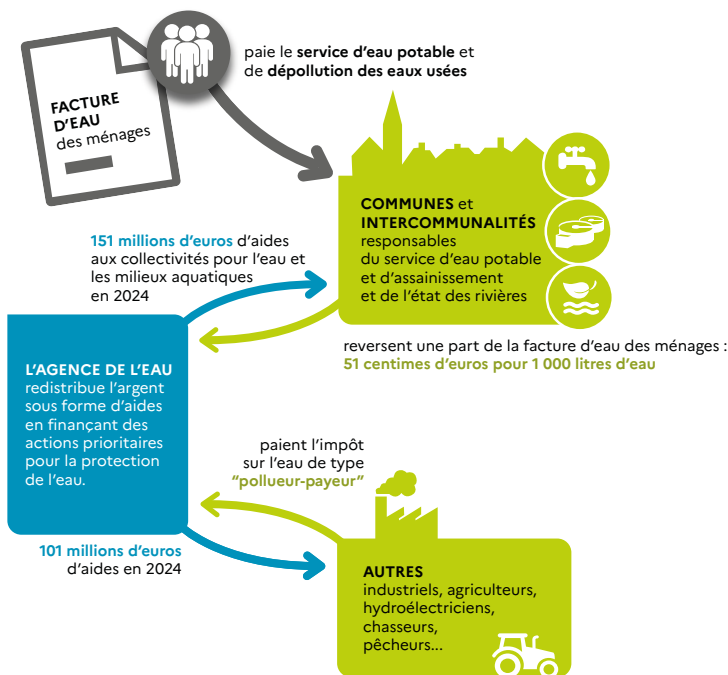 paie le service d'eau potable et
de dépollution des eaux usées
FACTURE
D'EAU
des ménages
COMMUNES et
INTERCOMMUNALITÉS
responsables
du service d'eau potable
et d'assainissement
et de l'état des rivières
151 millions d'euros d'aides
aux collectivités pour l'eau et
les milieux aquatiques
en 2024
reversent une part de la facture d'eau des ménages :
51 centimes d'euros pour 1 000 litres d'eau
L'AGENCE DE L'EAU
redistribue l'argent
sous forme d'aides
en finançant des
actions prioritaires
pour la protection
de l'eau.
paient l'impôt
sur l'eau de type
"pollueur-payeur"
101 millions d'euros
d'aides en 2024
AUTRES
industriels, agriculteurs,
hydroélectriciens,
chasseurs,
pêcheurs...